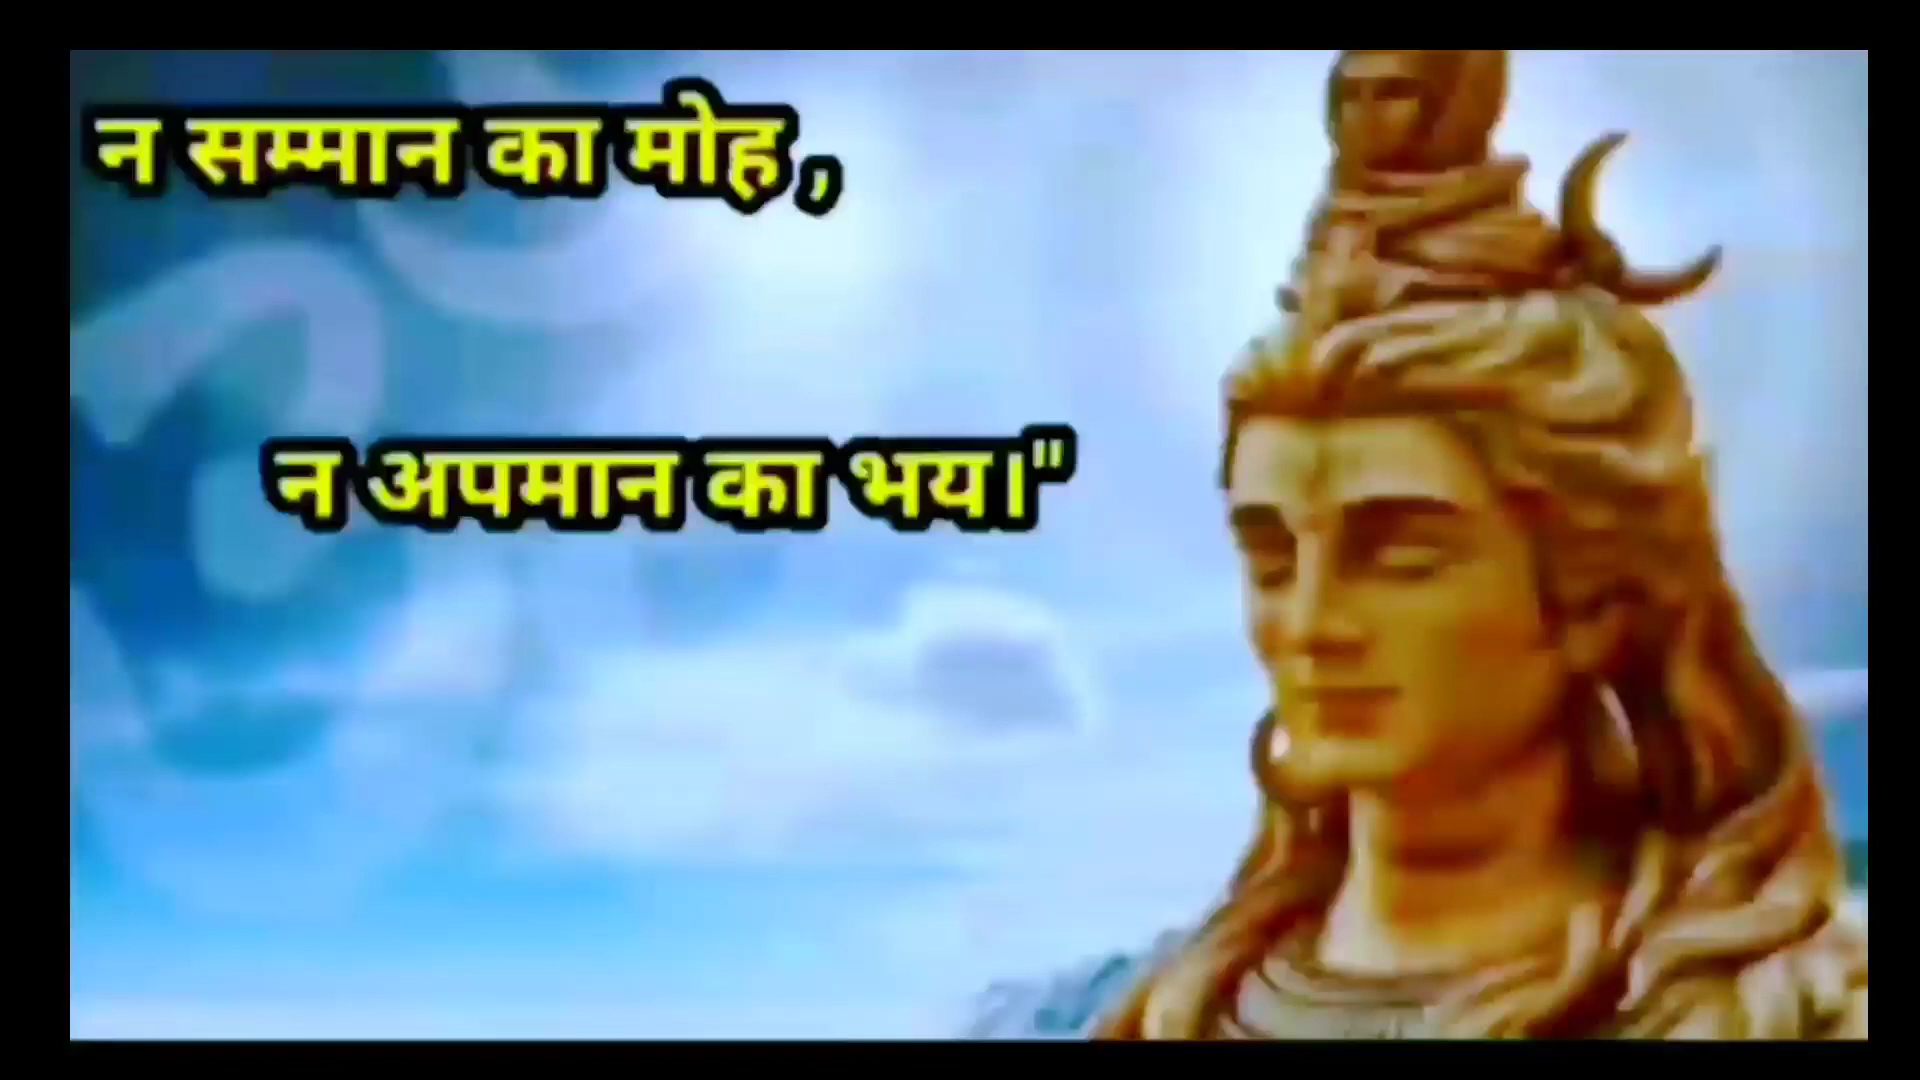 न सम्मान का मोह,
न अपमान का भय।"